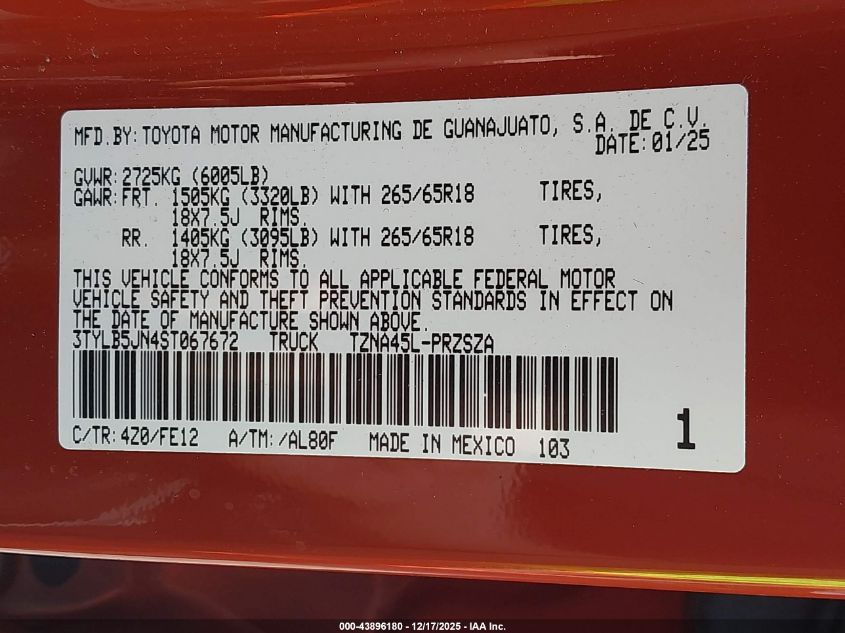 MFD.BY: TOYOTA MOTOR MANUFACTURING DE GUANAJUATO, S.A. DE C.V.
DATE: 01/25
GVWR: 2725KG (6005LB)
GAWR: FRT. 1505KG (3320LB) WITH 265/65R18 TIRES,
18X7.5J RIMS.
RR. 1405KG (3095LB) WITH 265/65R18 TIRES,
18X7.5J RIMS.
THIS VEHICLE CONFORMS TO ALL APPLICABLE FEDERAL MOTOR
VEHICLE SAFETY AND THEFT PREVENTION STANDARDS IN EFFECT ON
THE DATE OF MANUFACTURE SHOWN ABOVE.
3TYLB5JN4ST067672 TRUCK TZNA45L-PRZSZA
C/TR: 4Z0/FE12 A/TM: /AL80F MADE IN MEXICO 103
1
000-43896180 - 12/17/2025 - IAA Inc.